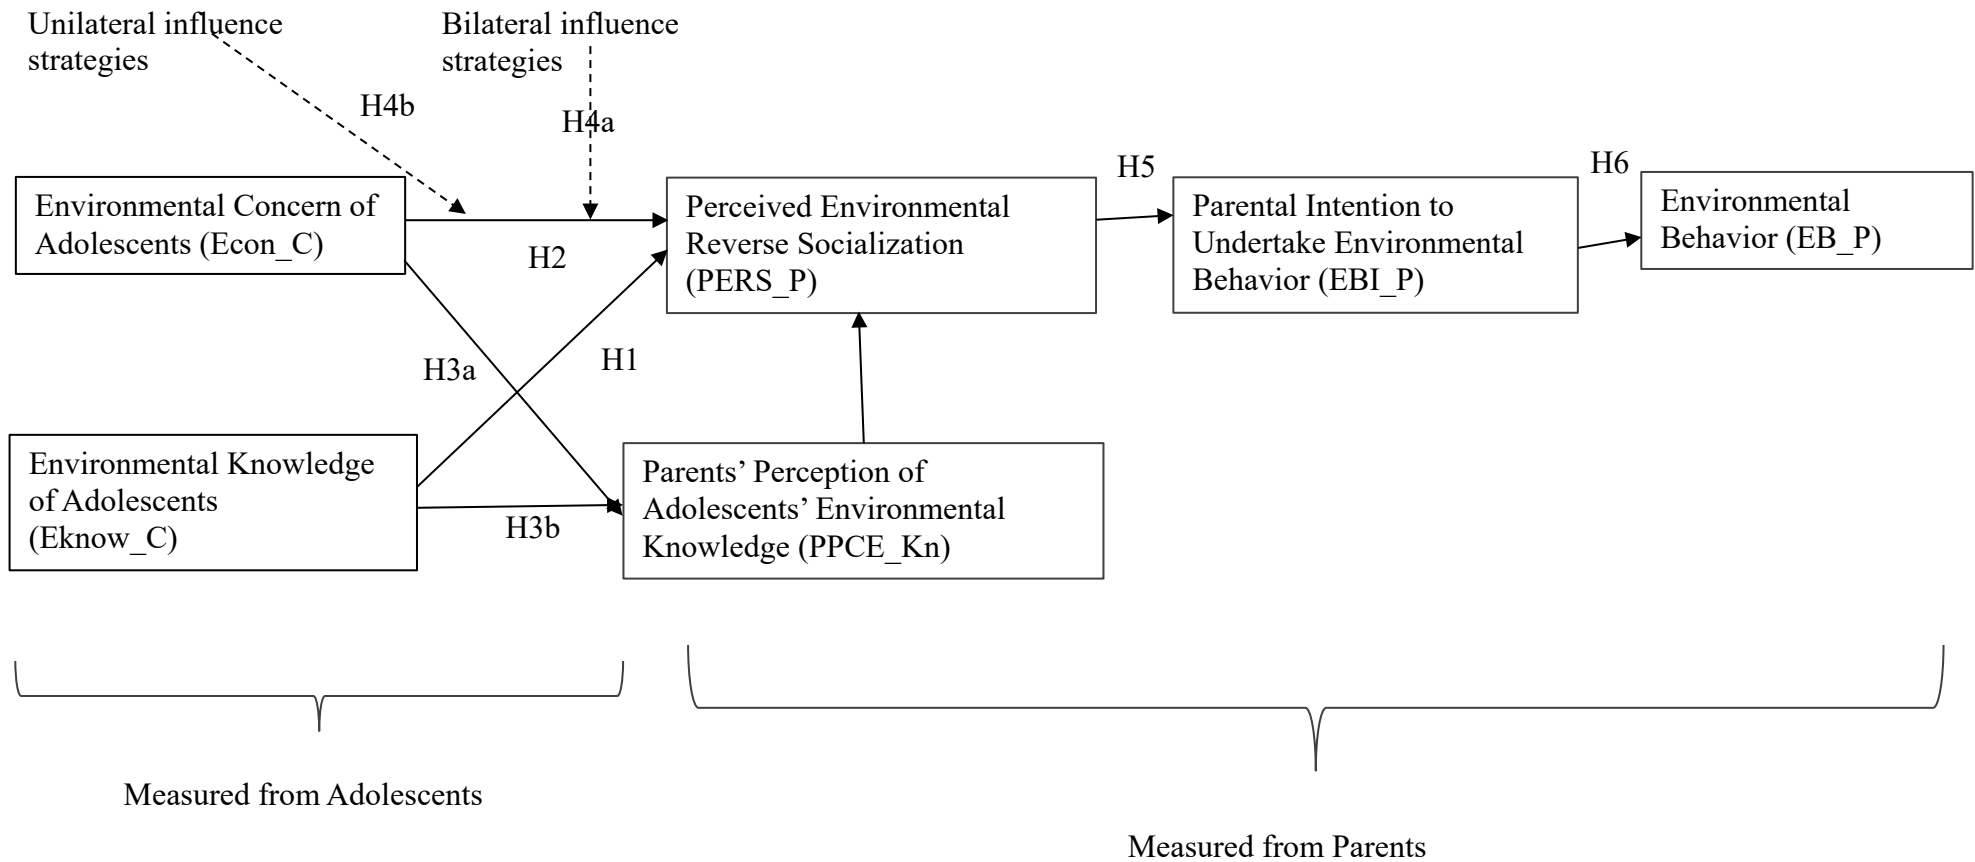 Unilateral influence
strategies
Bilateral influence
strategies
H4b
H4a
H5
H6
Environmental Concern of
Adolescents (Econ_C)
H2
Perceived Environmental
Reverse Socialization
(PERS_P)
Parental Intention to
Undertake Environmental
Behavior (EBI_P)
Environmental
Behavior (EB_P)
H3a
H1
Environmental Knowledge
of Adolescents
(Eknow_C)
H3b
Parents’ Perception of
Adolescents’ Environmental
Knowledge (PPCE_Kn)
Measured from Adolescents
Measured from Parents